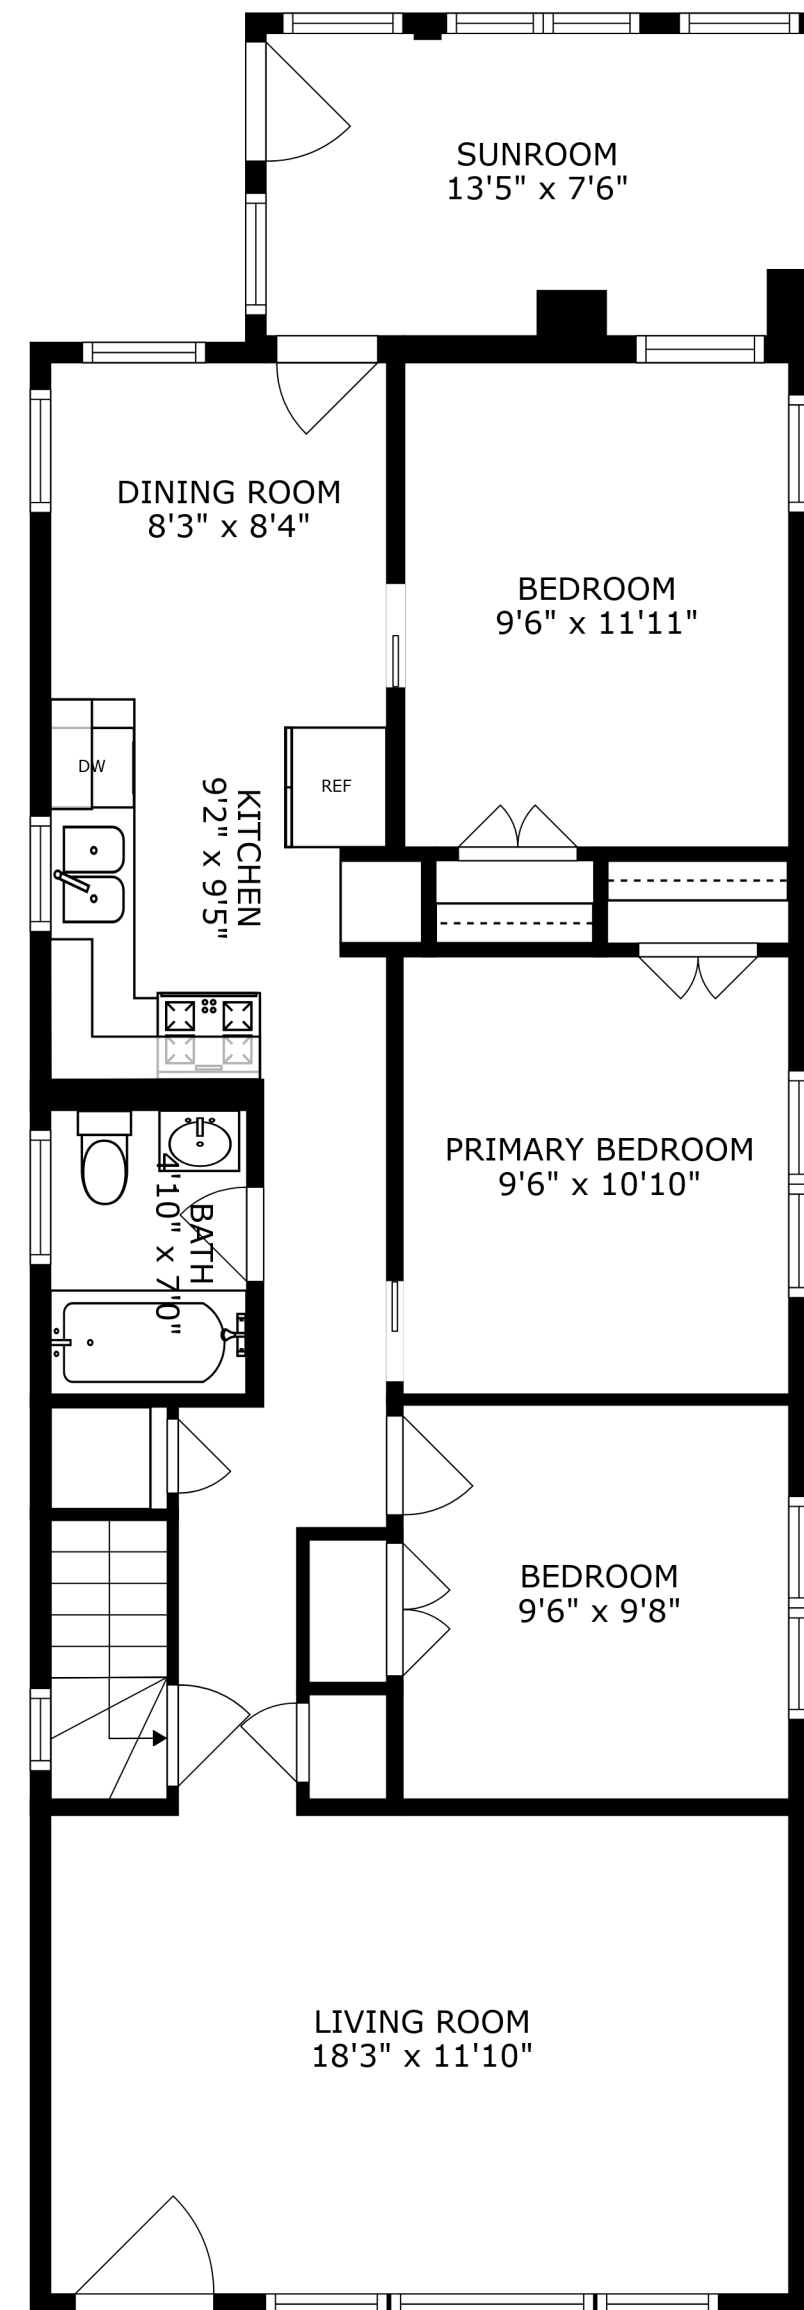 SUNROOM
13'5" x 7'6"
DINING ROOM
8'3" x 8'4"
BEDROOM
9'6" x 11'11"
DW
REF
KITCHEN
9'2" x 9'5"
PRIMARY BEDROOM
9'6" x 10'10"
BATH
4'10" x 7'0"
BEDROOM
9'6" x 9'8"
LIVING ROOM
18'3" x 11'10"